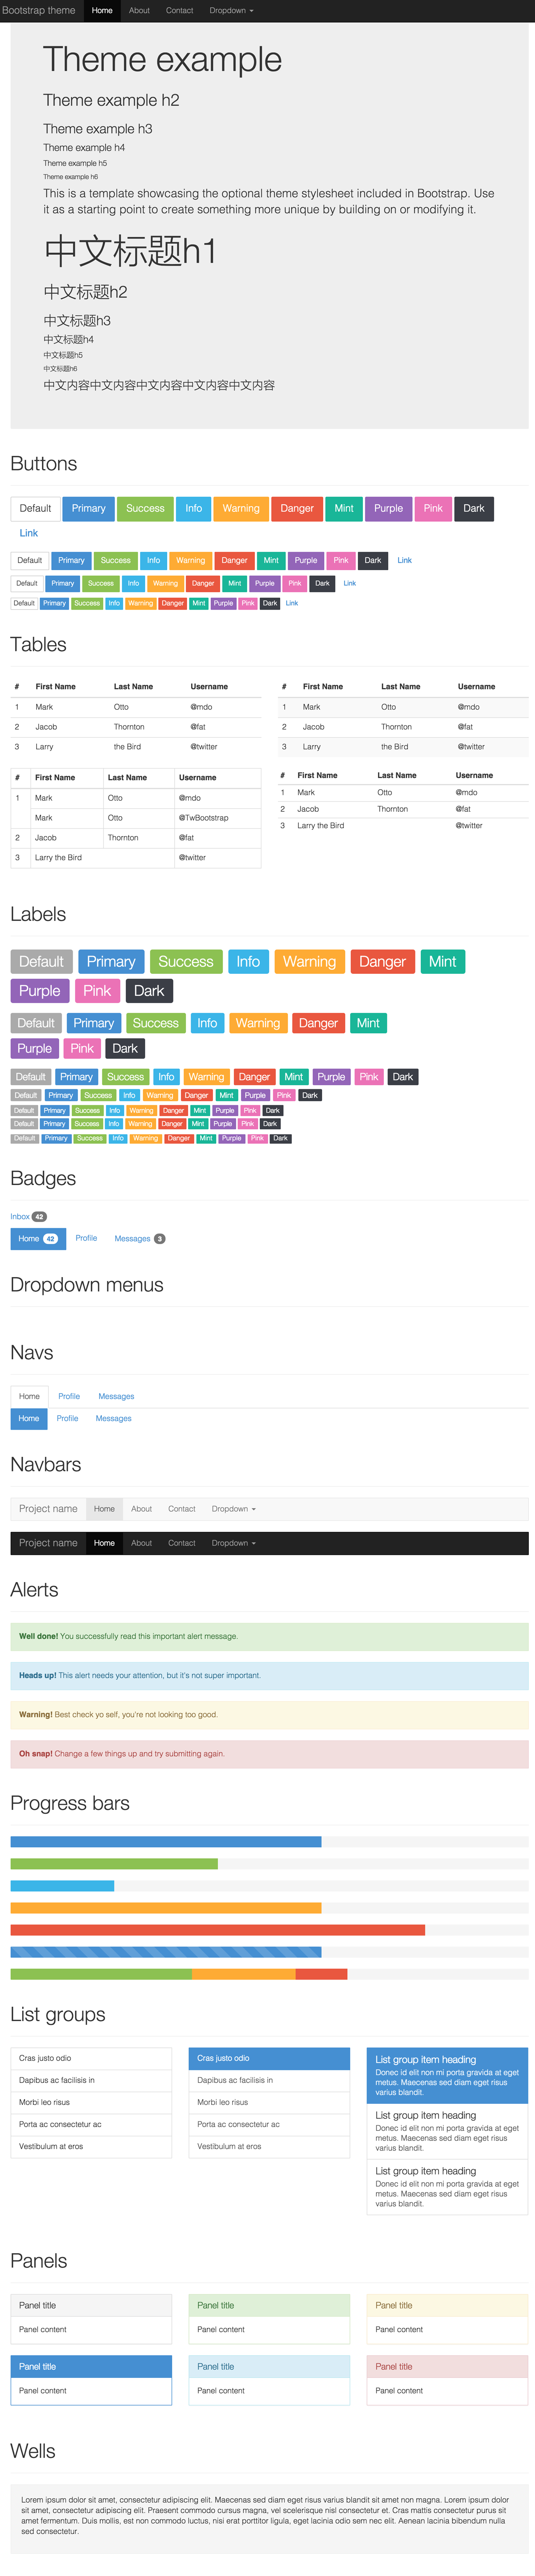 Bootstrap theme Home About Contact Dropdown
Theme example
Theme example h2
Theme example h3
Theme example h4
Theme example h5
Theme example h6
This is a template showcasing the optional theme stylesheet included in Bootstrap. Use
it as a starting point to create something more unique by building on or modifying it.
中文标题h1
中文标题h2
中文标题h3
中文标题h4
中文标题h5
中文标题h6
中文内容中文内容中文内容中文内容中文内容
Buttons
Default Primary Success Info Warning Danger Mint Purple Pink Dark
Link
Default Primary Success Info Warning Danger Mint Purple Pink Dark Link
Default Primary Success Info Warning Danger Mint Purple Pink Dark Link
Default Primary Success Info Warning Danger Mint Purple Pink Dark Link
Tables
# First Name Last Name Username
1 Mark Otto @mdo
2 Jacob Thornton @fat
3 Larry the Bird @twitter
# First Name Last Name Username
1 Mark Otto @mdo
2 Jacob Thornton @fat
3 Larry the Bird @twitter
# First Name Last Name Username
1 Mark Otto @mdo
Mark Otto @TwBootstrap
2 Jacob Thornton @fat
3 Larry the Bird @twitter
# First Name Last Name Username
1 Mark Otto @mdo
2 Jacob Thornton @fat
3 Larry the Bird @twitter
Labels
Default Primary Success Info Warning Danger Mint
Purple Pink Dark
Default Primary Success Info Warning Danger Mint
Purple Pink Dark
Default Primary Success Info Warning Danger Mint Purple Pink Dark
Default Primary Success Info Warning Danger Mint Purple Pink Dark
Default Primary Success Info Warning Danger Mint Purple Pink Dark
Default Primary Success Info Warning Danger Mint Purple Pink Dark
Default Primary Success Info Warning Danger Mint Purple Pink Dark
Badges
Inbox 42
Home 42 Profile Messages 3
Dropdown menus
Navs
Home Profile Messages
Home Profile Messages
Navbars
Project name Home About Contact Dropdown
Project name Home About Contact Dropdown
Alerts
Well done! You successfully read this important alert message.
Heads up! This alert needs your attention, but it's not super important.
Warning! Best check yo self, you're not looking too good.
Oh snap! Change a few things up and try submitting again.
Progress bars
List groups
Cras justo odio
Dapibus ac facilisis in
Morbi leo risus
Porta ac consectetur ac
Vestibulum at eros
Cras justo odio
Dapibus ac facilisis in
Morbi leo risus
Porta ac consectetur ac
Vestibulum at eros
List group item heading
Donec id elit non mi porta gravida at eget
metus. Maecenas sed diam eget risus
varius blandit.
List group item heading
Donec id elit non mi porta gravida at eget
metus. Maecenas sed diam eget risus
varius blandit.
List group item heading
Donec id elit non mi porta gravida at eget
metus. Maecenas sed diam eget risus
varius blandit.
Panels
Panel title
Panel content
Panel title
Panel content
Panel title
Panel content
Panel title
Panel content
Panel title
Panel content
Panel title
Panel content
Wells
Lorem ipsum dolor sit amet, consectetur adipiscing elit. Maecenas sed diam eget risus varius blandit sit amet non magna. Lorem ipsum dolor
sit amet, consectetur adipiscing elit. Praesent commodo cursus magna, vel scelerisque nisl consectetur et. Cras mattis consectetur purus sit
amet fermentum. Duis mollis, est non commodo luctus, nisi erat porttitor ligula, eget lacinia odio sem nec elit. Aenean lacinia bibendum nulla
sed consectetur.